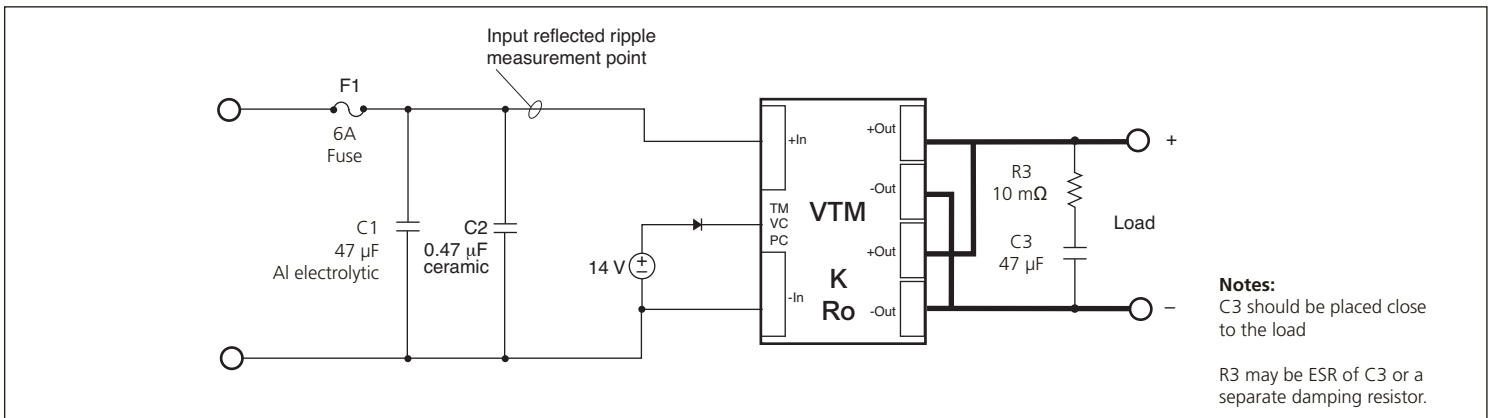 Input reflected ripple
measurement point
F1
6A
Fuse
C1
47 µF
Al electrolytic
C2
0.47 µF
ceramic
14 V
+In
TM
VC
PC
-In
VTM
K
Ro
+Out
-Out
+Out
-Out
R3
10 mΩ
C3
47 µF
+
Load
–
Notes:
C3 should be placed close
to the load
R3 may be ESR of C3 or a
separate damping resistor.